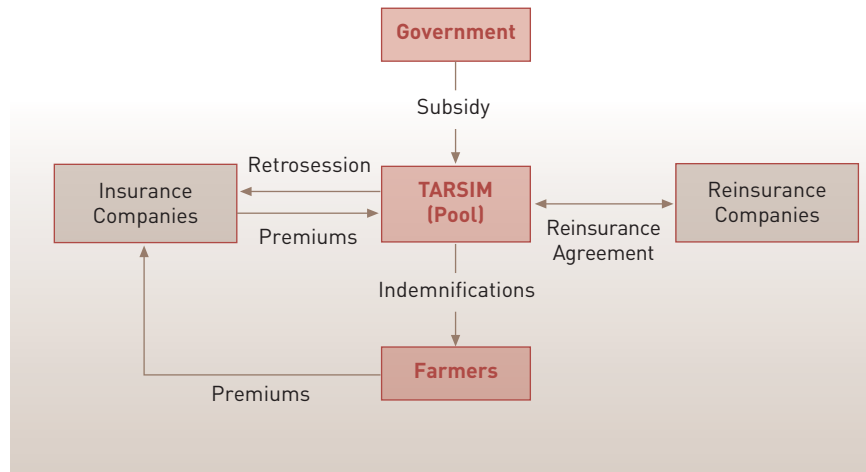 Government
Subsidy
Retrosession
Insurance
Companies
TARSIM
(Pool)
Reinsurance
Companies
Premiums
Reinsurance
Agreement
Indemnifications
Farmers
Premiums